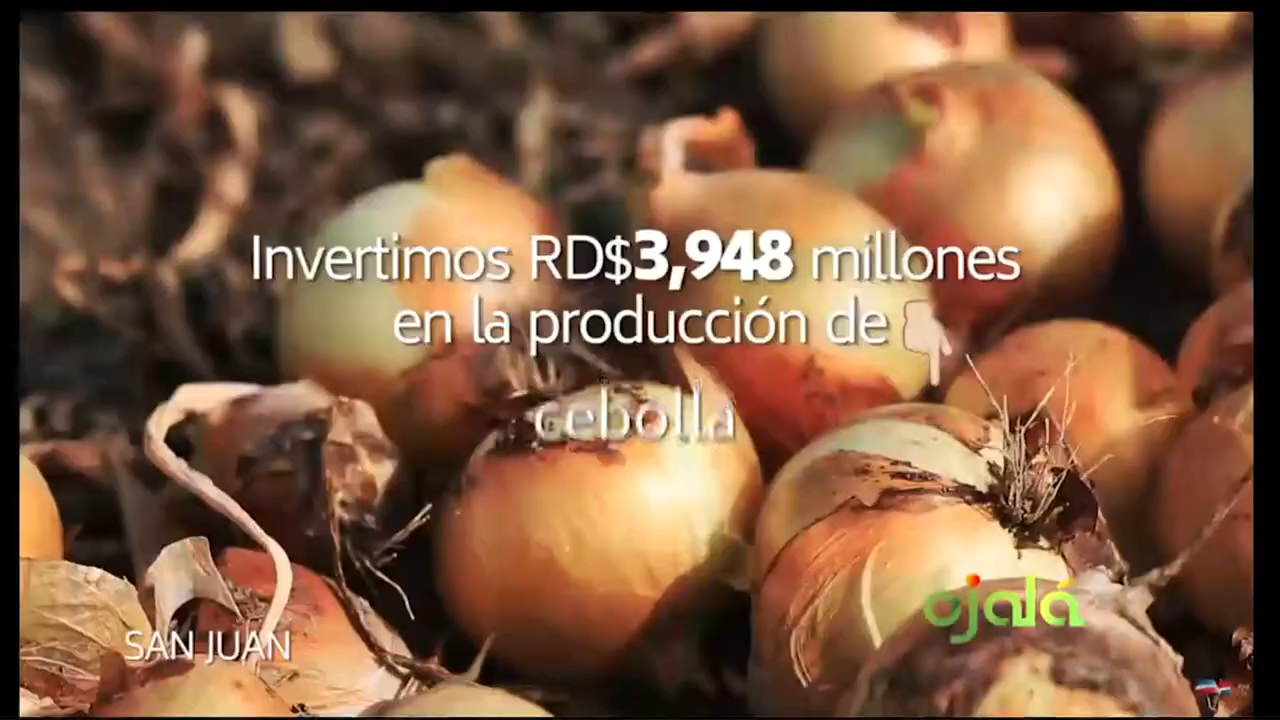 Invertimos RD$3,948 millones
en la producción de
cebolla
ojalá
SAN JUAN